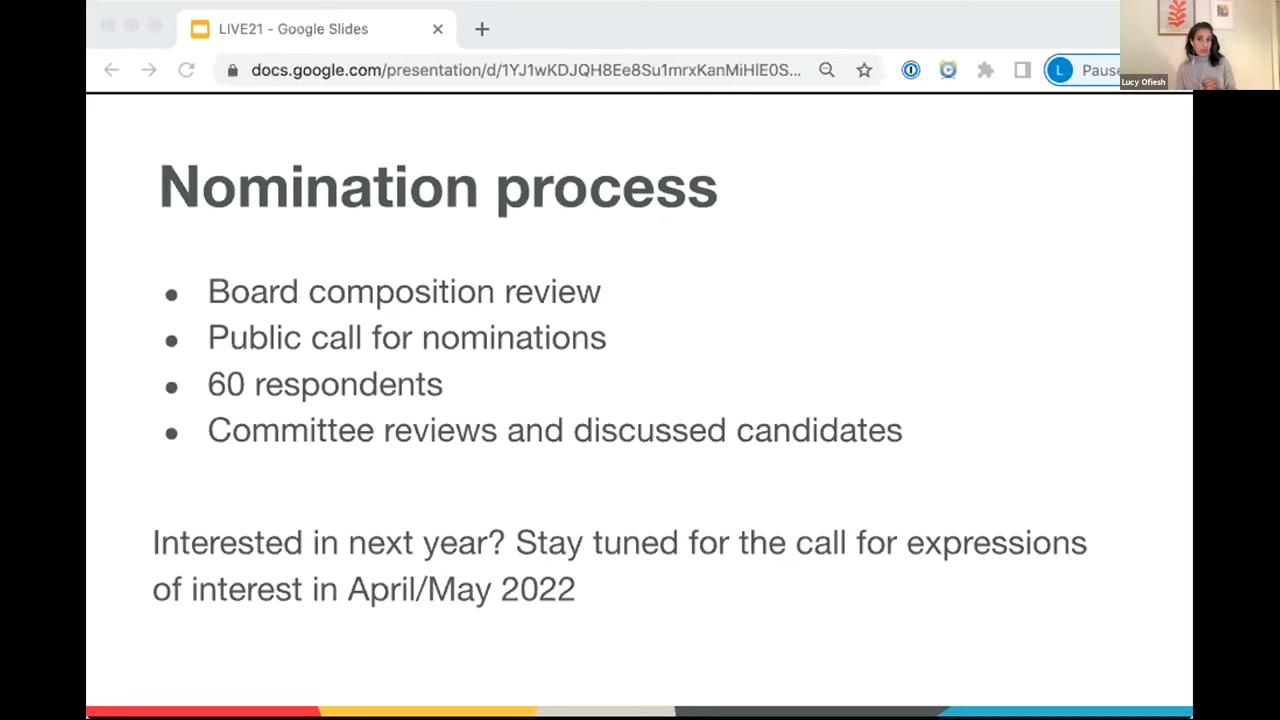 LIVE21 - Google Slides
docs.google.com/presentation/d/1YJ1wKDJQH8Ee8Su1mrxKanMiHlE0S...
L Pause
Lucy Ofiesh
Nomination process
• Board composition review
• Public call for nominations
• 60 respondents
• Committee reviews and discussed candidates
Interested in next year? Stay tuned for the call for expressions
of interest in April/May 2022